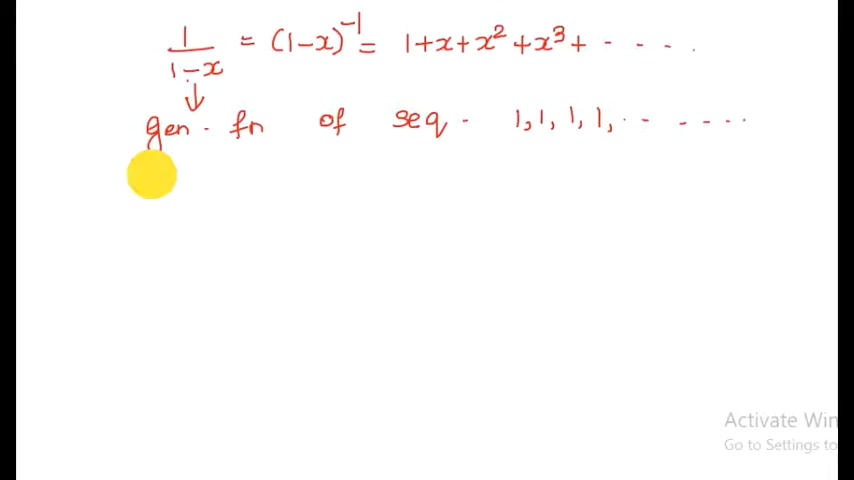 1/(1-x) = (1-x)^-1 = 1+x+x^2+x^3+ - - - - .
gen. fn of seq. 1,1,1,1, - - - - -
Activate Win
Go to Settings to